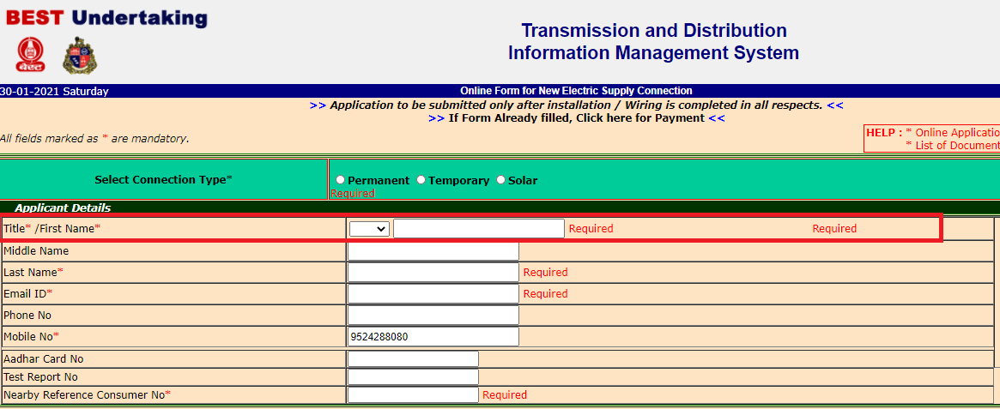 BEST Undertaking
बेस्ट
Transmission and Distribution
Information Management System
30-01-2021 Saturday
Online Form for New Electric Supply Connection
>> Application to be submitted only after installation / Wiring is completed in all respects. <<
>> If Form Already filled, Click here for Payment <<
All fields marked as * are mandatory.
HELP : * Online Applicatio
* List of Document
Select Connection Type*
Permanent Temporary Solar
Required
Applicant Details
Title* /First Name* Required Required
Middle Name
Last Name* Required
Email ID* Required
Phone No
Mobile No* 9524288080
Aadhar Card No
Test Report No
Nearby Reference Consumer No* Required